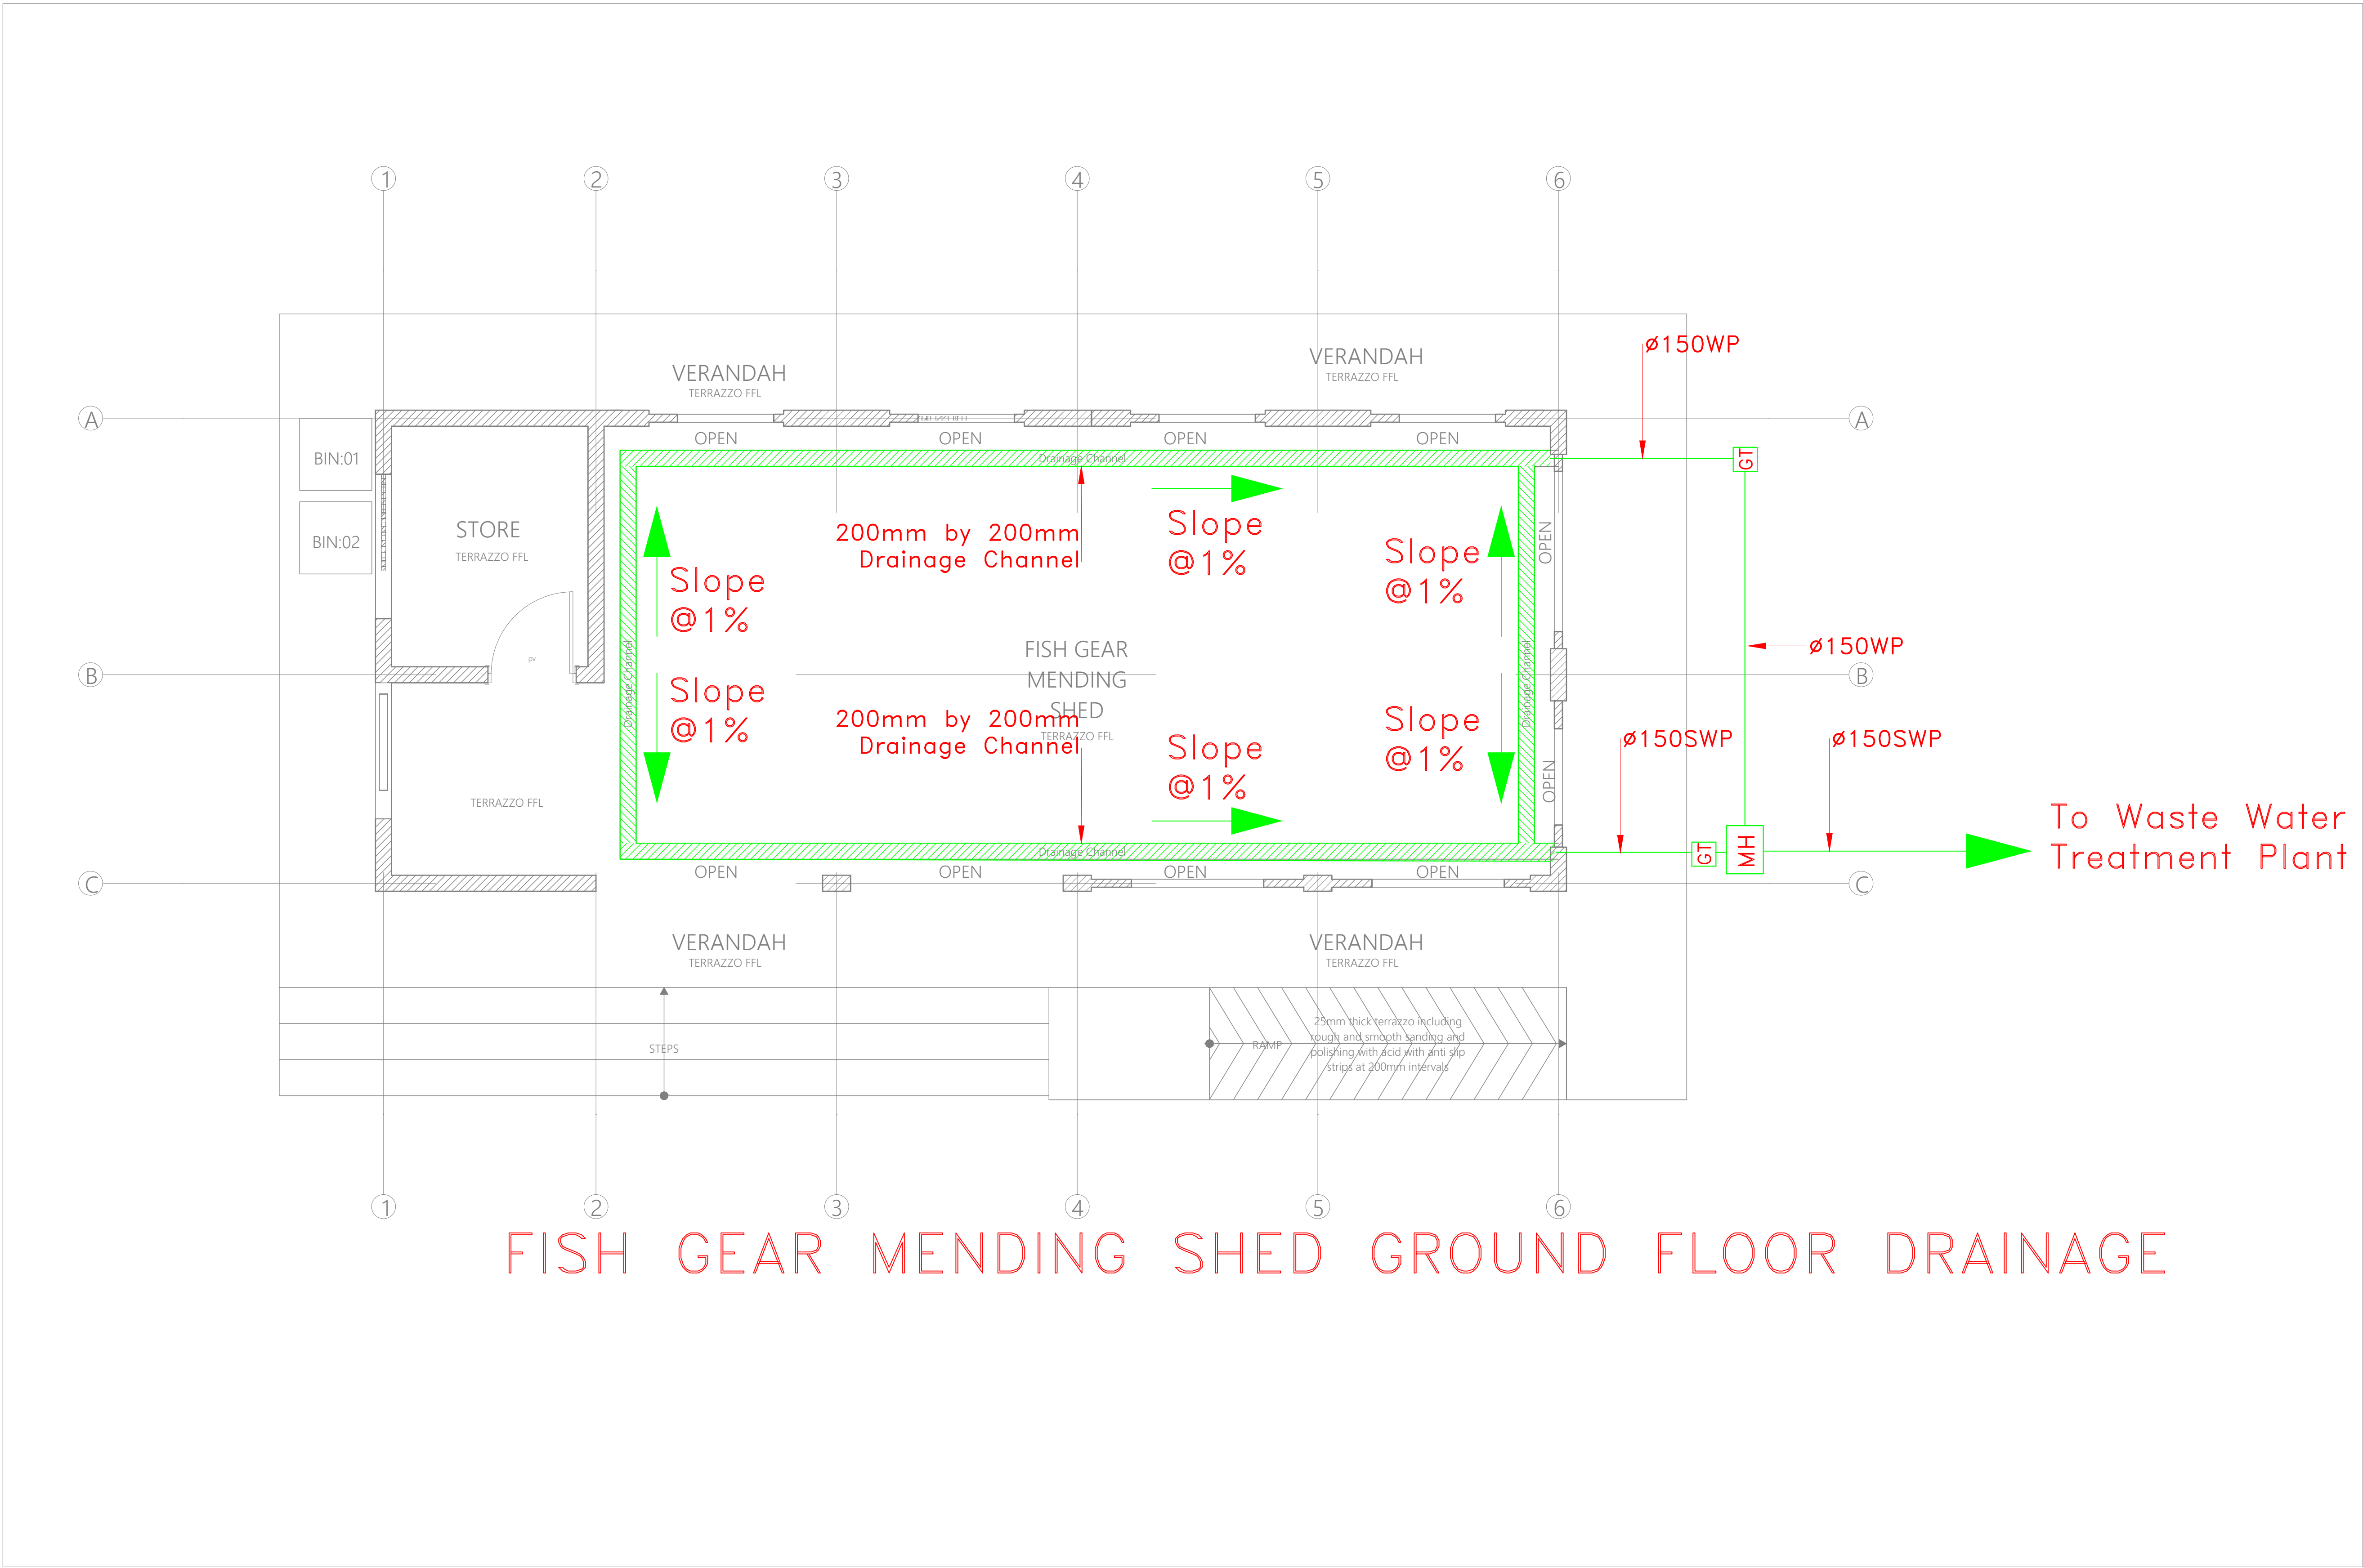 1
2
3
4
5
6
VERANDAH
TERRAZZO FFL
VERANDAH
TERRAZZO FFL
ø150WP
A
A
OPEN
OPEN
OPEN
OPEN
BIN:01
BIN:02
STORE
TERRAZZO FFL
Drainage Channel
GT
200mm by 200mm
Drainage Channel
Slope
@1%
Slope
@1%
Slope
@1%
OPEN
pv
B
B
Drainage Channel
FISH GEAR
MENDING
SHED
TERRAZZO FFL
Drainage Channel
ø150WP
Slope
@1%
200mm by 200mm
Drainage Channel
Slope
@1%
Slope
@1%
OPEN
ø150SWP
ø150SWP
TERRAZZO FFL
Drainage Channel
GT
MH
To Waste Water
Treatment Plant
OPEN
OPEN
OPEN
OPEN
C
C
VERANDAH
TERRAZZO FFL
VERANDAH
TERRAZZO FFL
STEPS
RAMP
25mm thick terrazzo including
rough and smooth sanding and
polishing with acid with anti slip
strips at 200mm intervals
1
2
3
4
5
6
FISH GEAR MENDING SHED GROUND FLOOR DRAINAGE